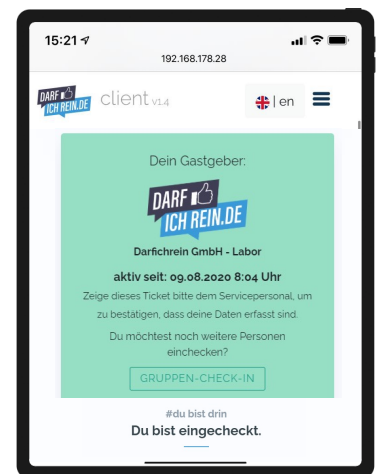 15:21
192.168.178.28
DARF
ICH REIN.DE
client v1.4
| en
Dein Gastgeber:
DARF
ICH REIN.DE
Darfichrein GmbH - Labor
aktiv seit: 09.08.2020 8:04 Uhr
Zeige dieses Ticket bitte dem Servicepersonal, um
zu bestätigen, dass deine Daten erfasst sind.
Du möchtest noch weitere Personen
einchecken?
GRUPPEN-CHECK-IN
#du bist drin
Du bist eingecheckt.